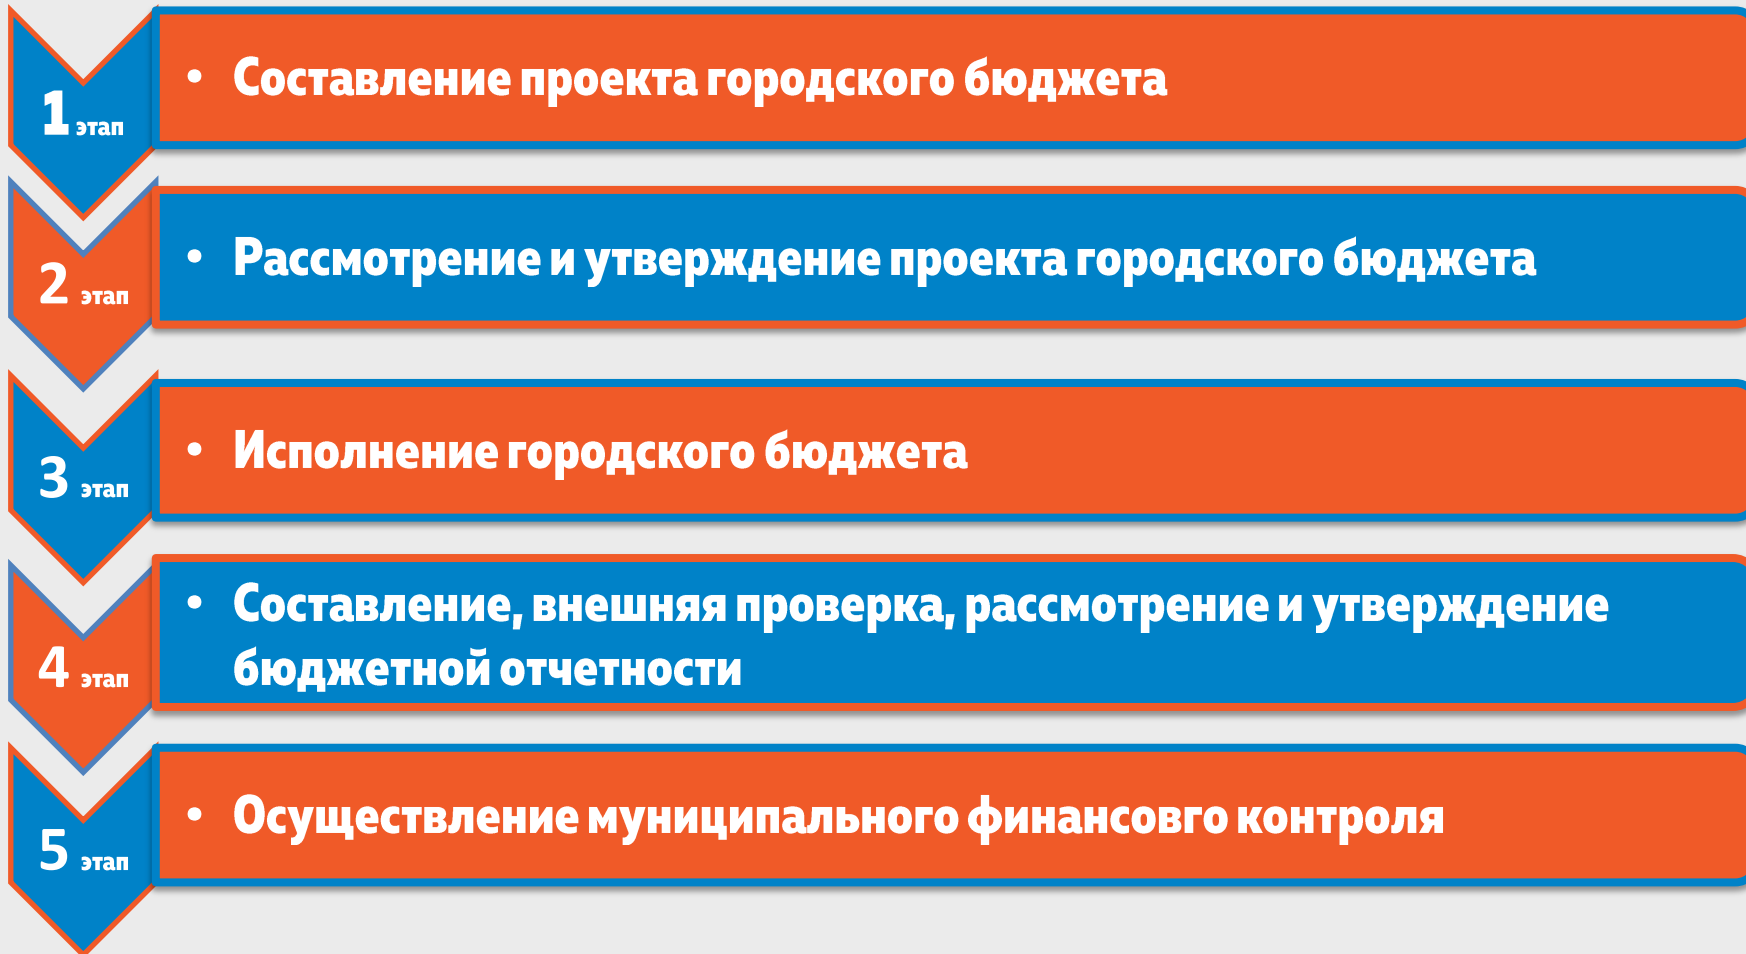 1 этап
• Составление проекта городского бюджета
2 этап
• Рассмотрение и утверждение проекта городского бюджета
3 этап
• Исполнение городского бюджета
4 этап
• Составление, внешняя проверка, рассмотрение и утверждение
бюджетной отчетности
5 этап
• Осуществление муниципального финансовго контроля